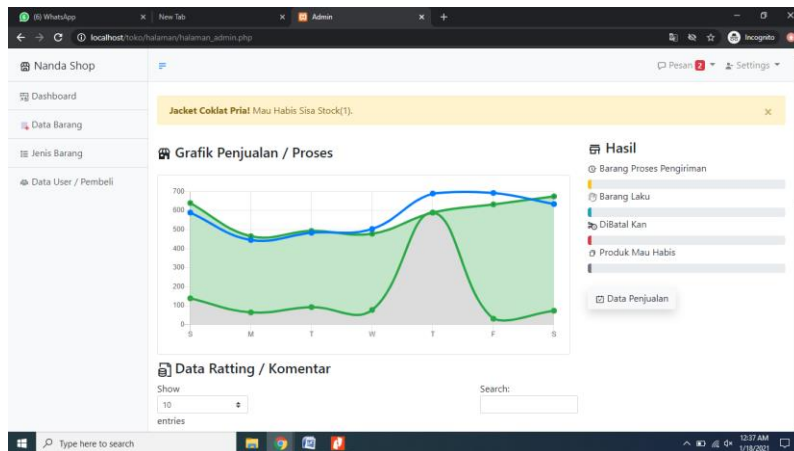 (6) WhatsApp
New Tab
Admin
localhost/toko/halaman/halaman_admin.php
Incognito
Nanda Shop
Pesan 2
Settings
Dashboard
Data Barang
Jenis Barang
Data User / Pembeli
Jacket Coklat Pria! Mau Habis Sisa Stock(1).
Grafik Penjualan / Proses
700
600
500
400
300
200
100
0
S M T W T F S
Hasil
Barang Proses Pengiriman
Barang Laku
DiBatal Kan
Produk Mau Habis
Data Penjualan
Data Ratting / Komentar
Show
10
entries
Search:
Type here to search
12:37 AM
1/18/2021